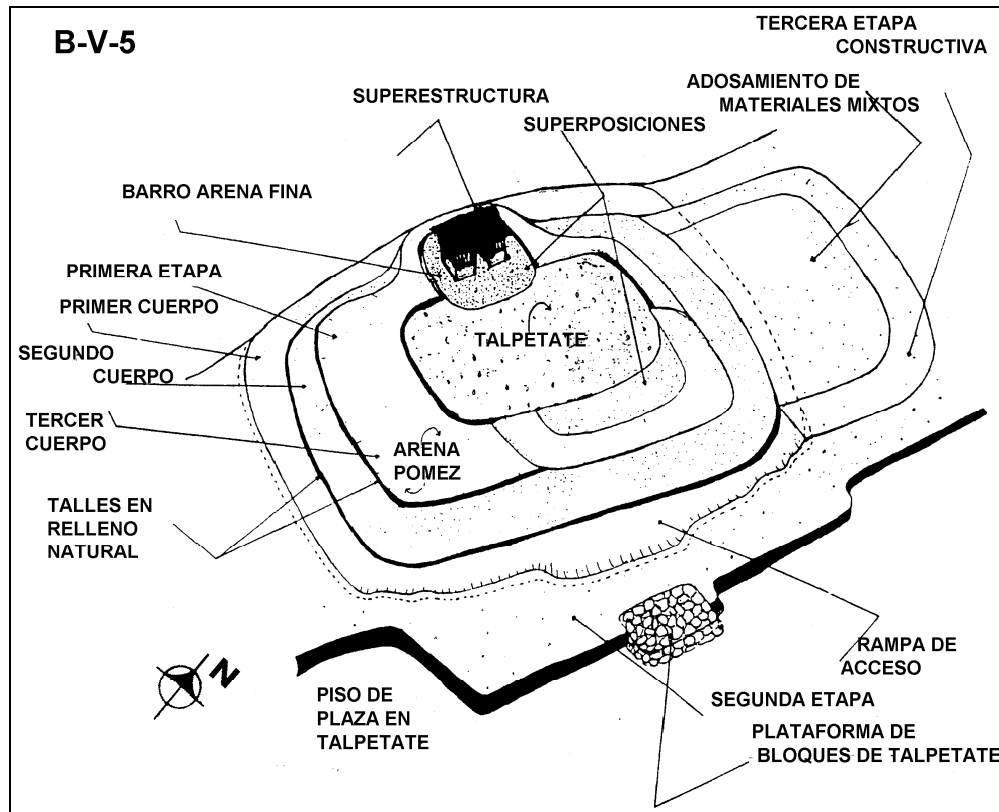 B-V-5
TERCERA ETAPA
CONSTRUCTIVA
ADOSAMIENTO DE
MATERIALES MIXTOS
SUPERESTRUCTURA
SUPERPOSICIONES
BARRO ARENA FINA
PRIMERA ETAPA
PRIMER CUERPO
SEGUNDO
CUERPO
TERCER
CUERPO
TALPETATE
ARENA
POMEZ
TALLES EN
RELLENO
NATURAL
N
PISO DE
PLAZA EN
TALPETATE
RAMPA DE
ACCESO
SEGUNDA ETAPA
PLATAFORMA DE
BLOQUES DE TALPETATE